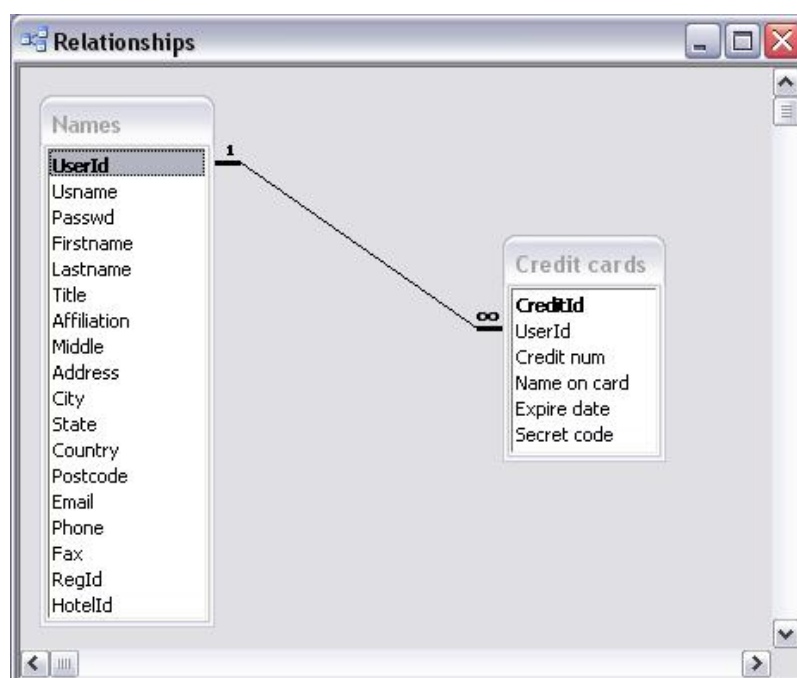 Relationships
Names
UserId
Usname
Passwd
Firstname
Lastname
Title
Affiliation
Middle
Address
City
State
Country
Postcode
Email
Phone
Fax
RegId
HotelId
1
∞
Credit cards
CreditId
UserId
Credit num
Name on card
Expire date
Secret code